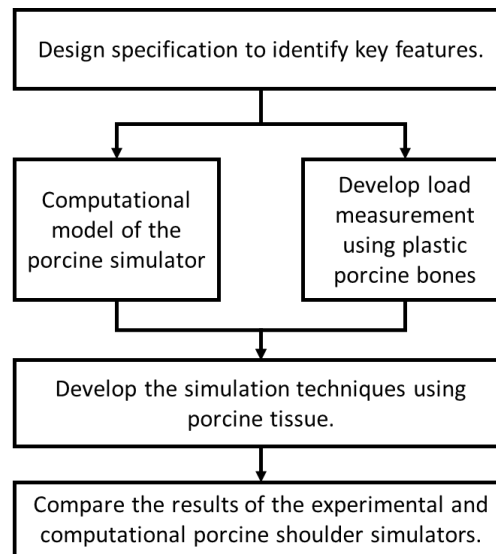 Design specification to identify key features.
Computational
model of the
porcine simulator
Develop load
measurement
using plastic
porcine bones
Develop the simulation techniques using
porcine tissue.
Compare the results of the experimental and
computational porcine shoulder simulators.